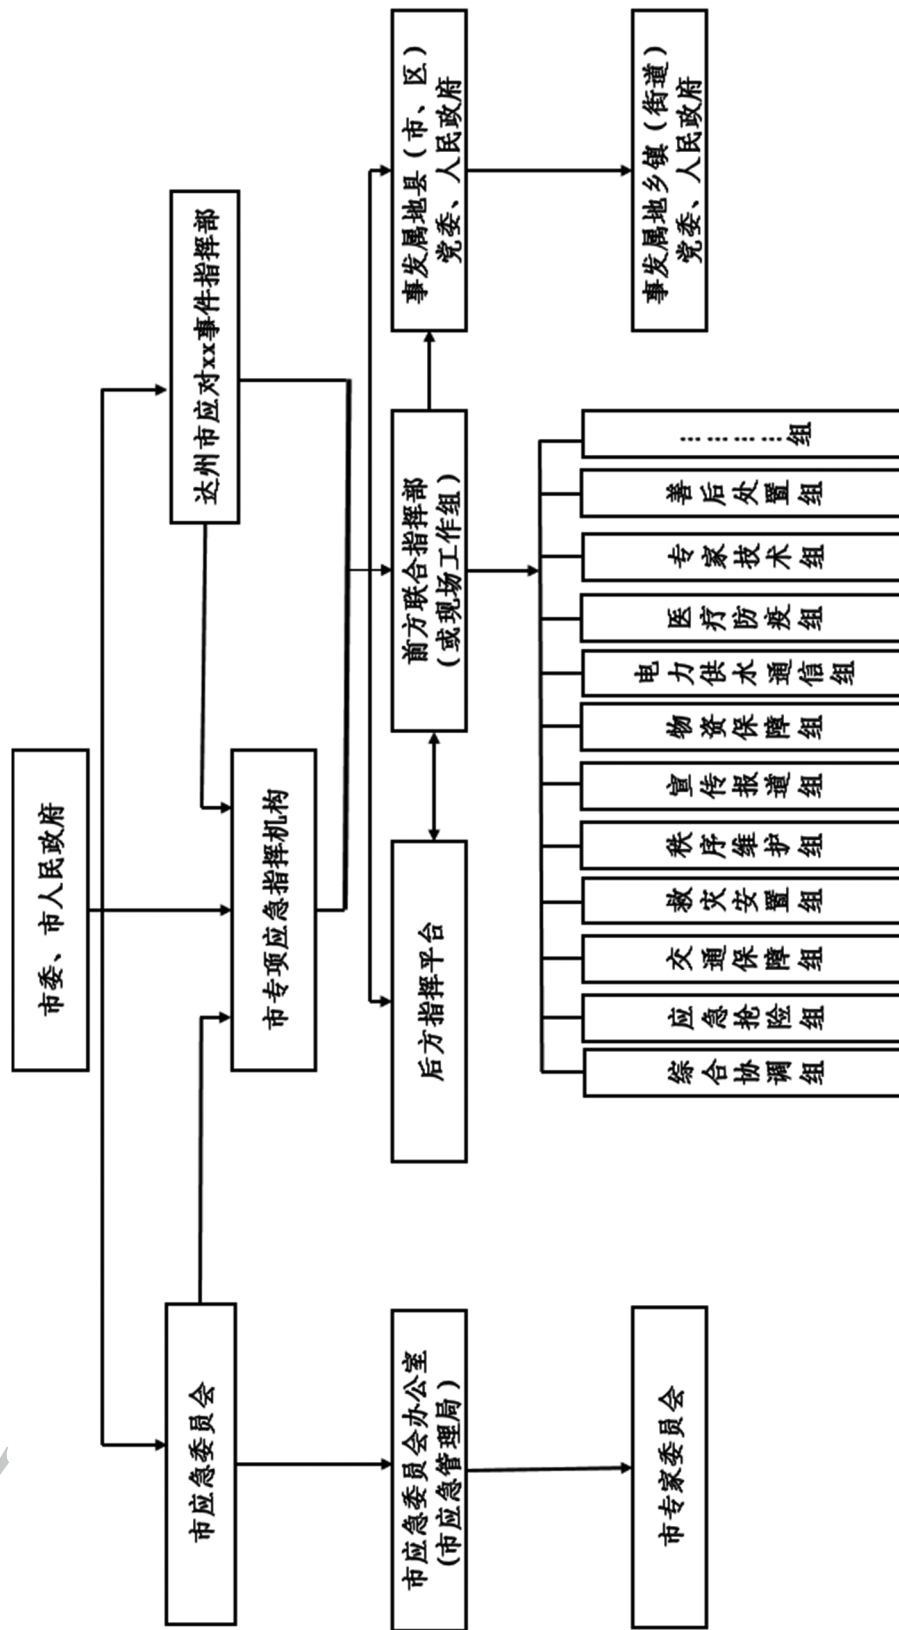 市委、市人民政府
市应急委员会
达州市应对xx事件指挥部
市专项应急指挥机构
市应急委员会办公室
（市应急管理局）
后方指挥平台
前方联合指挥部
（或现场工作组）
事发属地县（市、区）
党委、人民政府
市专家委员会
综合协调组
应急抢险组
交通保障组
救灾安置组
秩序维护组
宣传报道组
物资保障组
电力供水通信组
医疗防疫组
专家技术组
善后处置组
…………组
事发属地乡镇（街道）
党委、人民政府